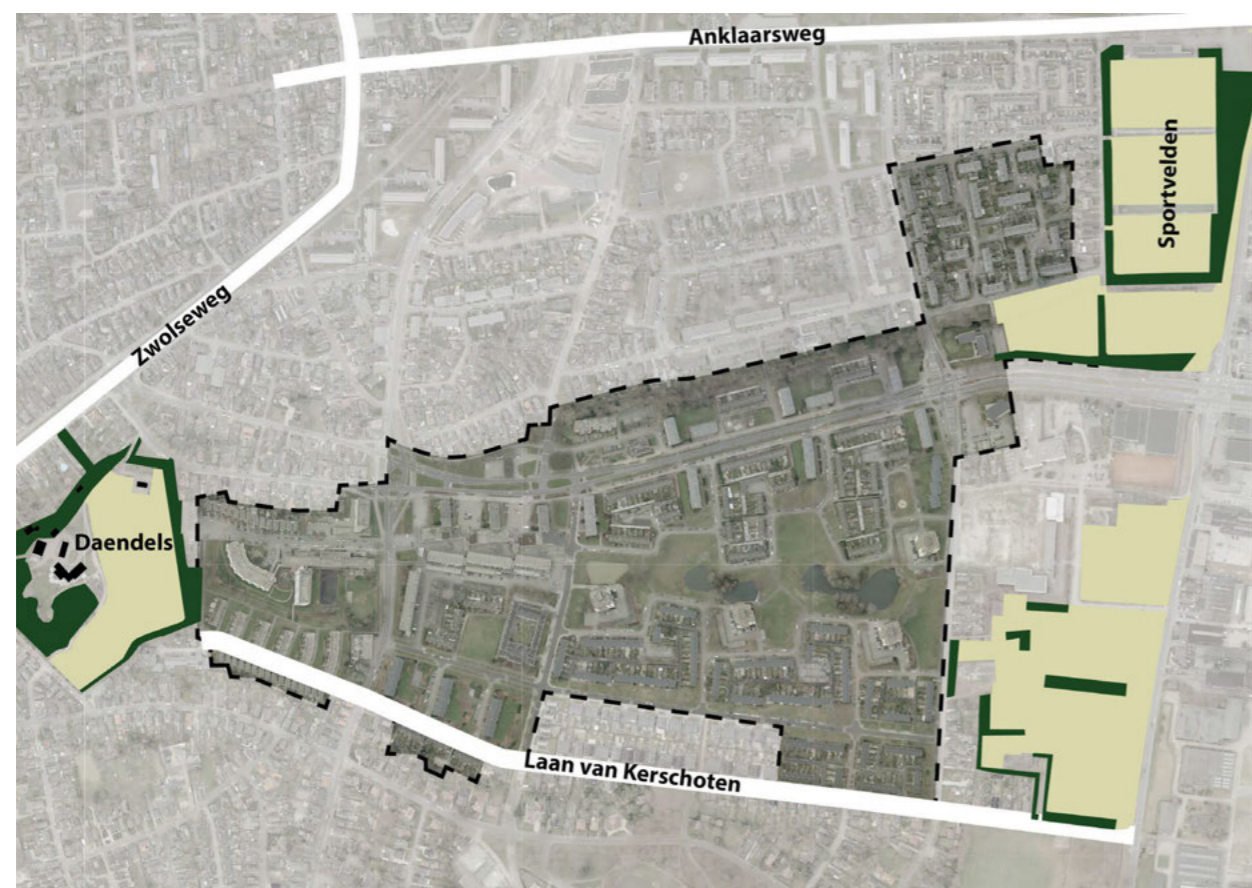 Anklaarsweg
Sportvelden
Zwolseweg
Daendels
Laan van Kerschoten